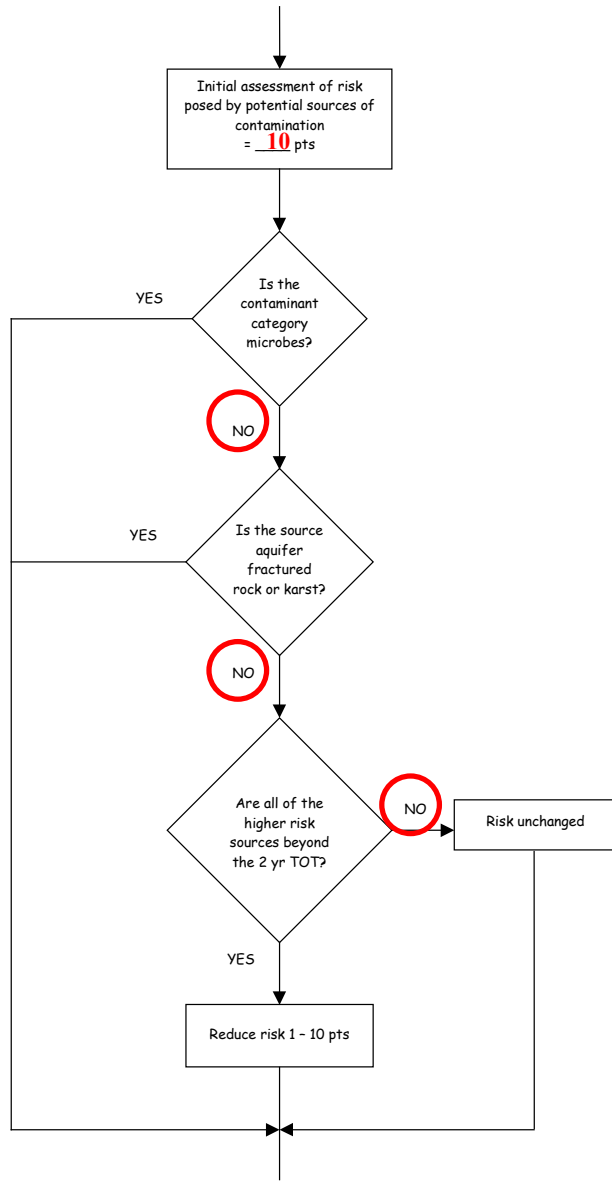 Initial assessment of risk
posed by potential sources of
contamination
= 10 pts
Is the
contaminant
category
microbes?
YES
NO
Is the source
aquifer
fractured
rock or karst?
YES
NO
Are all of the
higher risk
sources beyond
the 2 yr TOT?
NO
Risk unchanged
YES
Reduce risk 1 – 10 pts